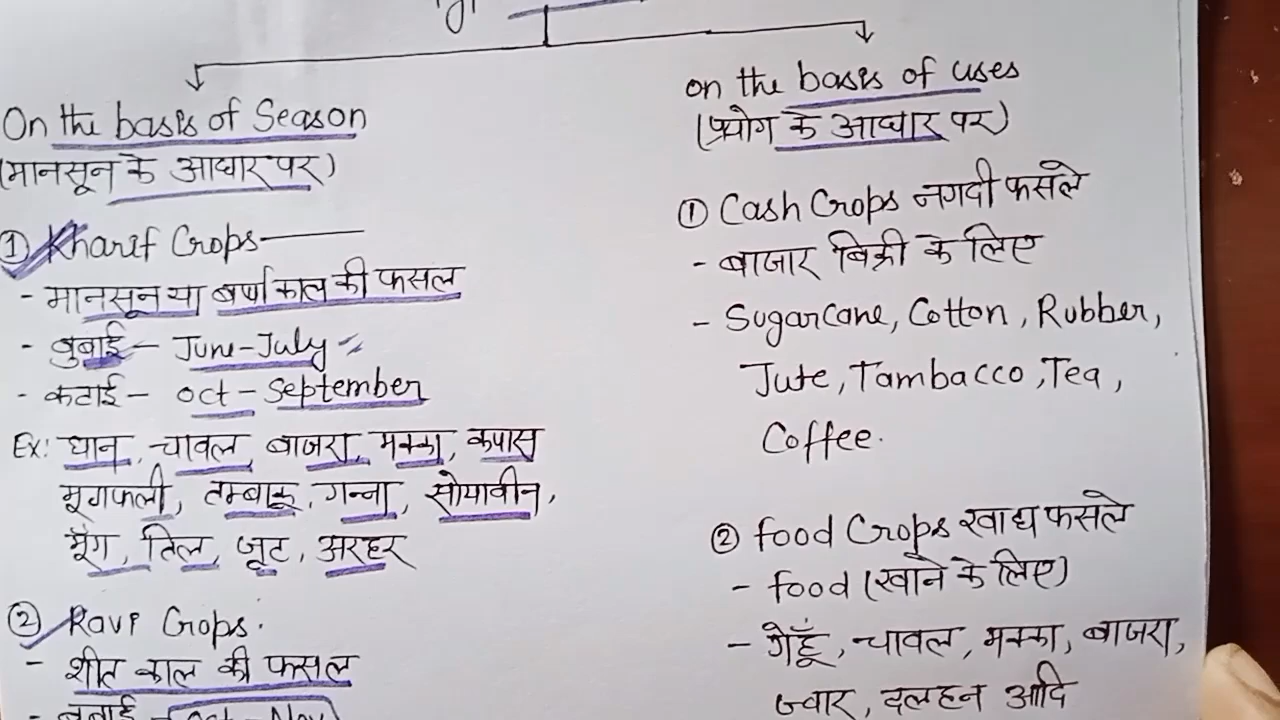 On the basis of Season
(मानसून के आधार पर)
① Kharif Crops
- मानसून या बर्षा काल की फसल
- बुबाई - June-July
- कटाई - oct - September
Ex: धान, चावल, बाजरा, मक्का, कपास
मूगफली, तम्बाकू, गन्ना, सोयावीन,
मूँग, तिल, जूट, अरहर
② Ravi Crops.
- शीत काल की फसल
- बुबाई - Oct-Nov
on the basis of uses
(प्रयोग के आधार पर)
① Cash Crops नगदी फसले
- बाजार बिक्री के लिए
- Sugarcane, Cotton, Rubber,
Jute, Tambacco, Tea,
Coffee.
② food Crops खाद्य फसले
- food (खाने के लिए)
- गेहूँ, चावल, मक्का, बाजरा,
ज्वार, दलहन आदि